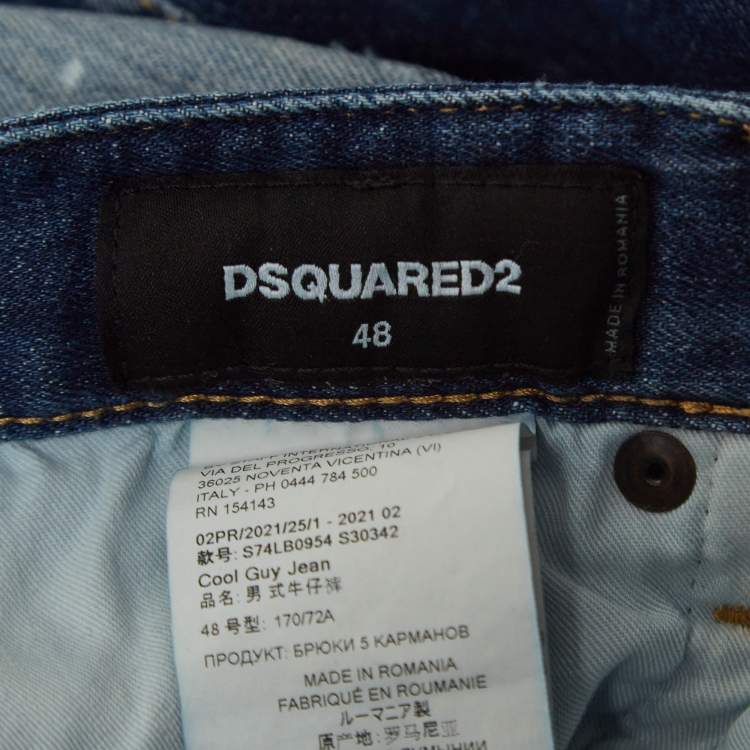 DSQUARED2
48
MADE IN ROMANIA
VIA DEL PROGRESSO, 10
36025 NOVENTA VICENTINA (VI)
ITALY - PH 0444 784 500
RN 154143
02PR/2021/25/1 - 2021 02
款号: S74LB0954 S30342
Cool Guy Jean
品名: 男式牛仔裤
48 号型: 170/72A
ПРОДУКТ: БРЮКИ 5 КАРМАНОВ
MADE IN ROMANIA
FABRIQUÉ EN ROUMANIE
ルーマニア製
原产地: 罗马尼亚